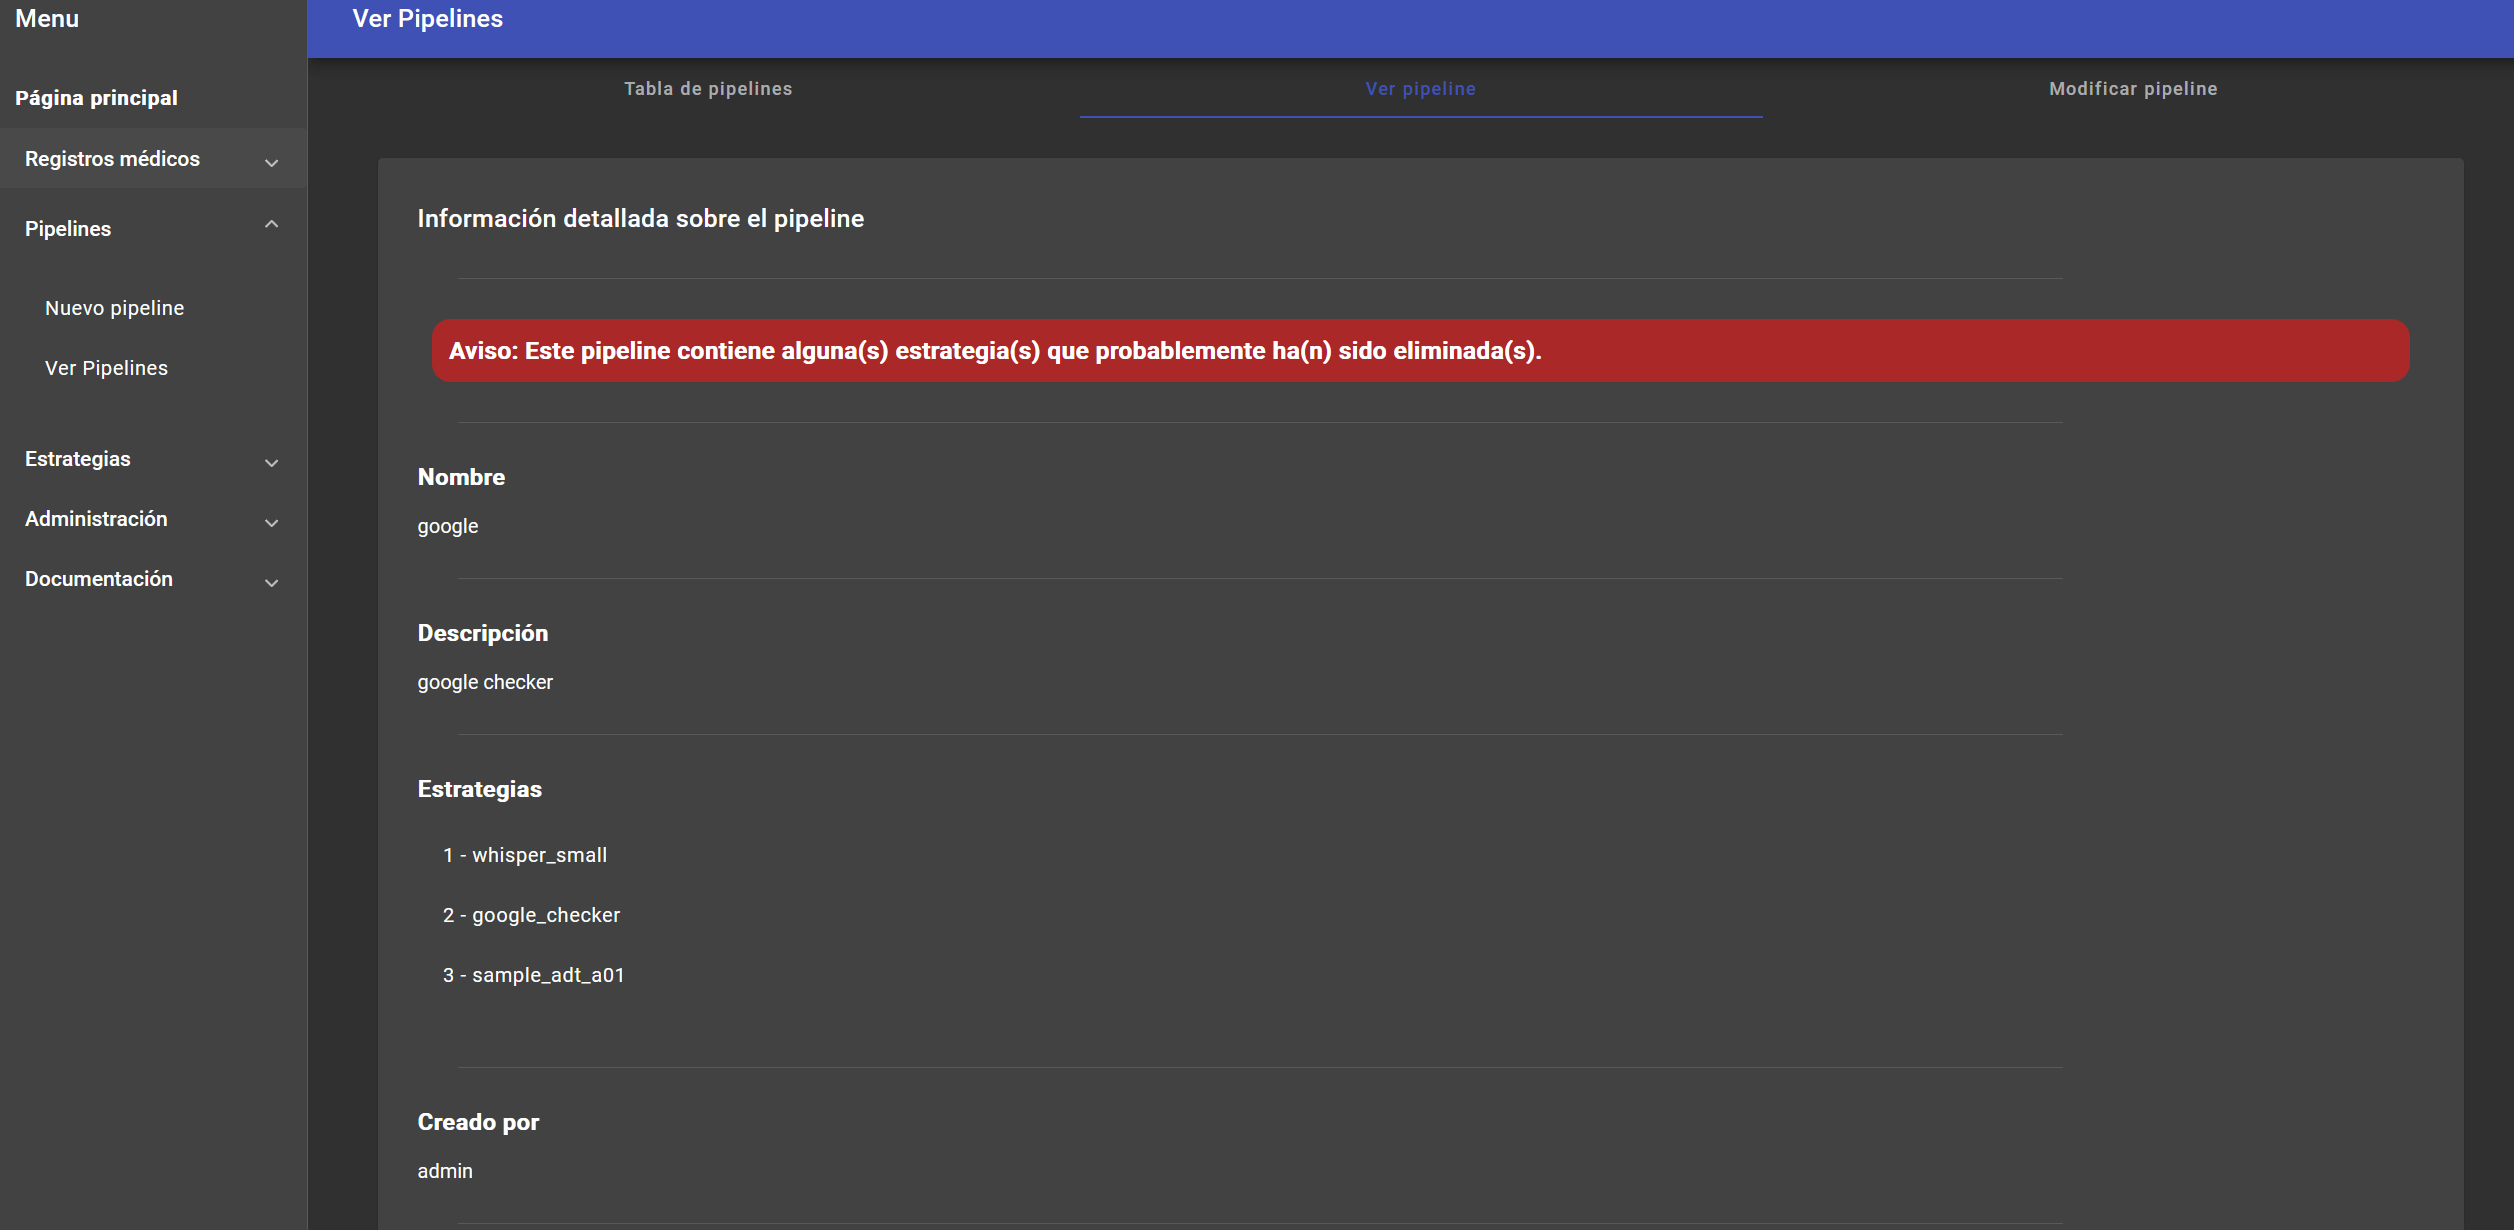 Menu
Página principal
Registros médicos
Pipelines
Nuevo pipeline
Ver Pipelines
Estrategias
Administración
Documentación
Ver Pipelines
Tabla de pipelines
Ver pipeline
Modificar pipeline
Información detallada sobre el pipeline
Aviso: Este pipeline contiene alguna(s) estrategia(s) que probablemente ha(n) sido eliminada(s).
Nombre
google
Descripción
google checker
Estrategias
1 - whisper_small
2 - google_checker
3 - sample_adt_a01
Creado por
admin